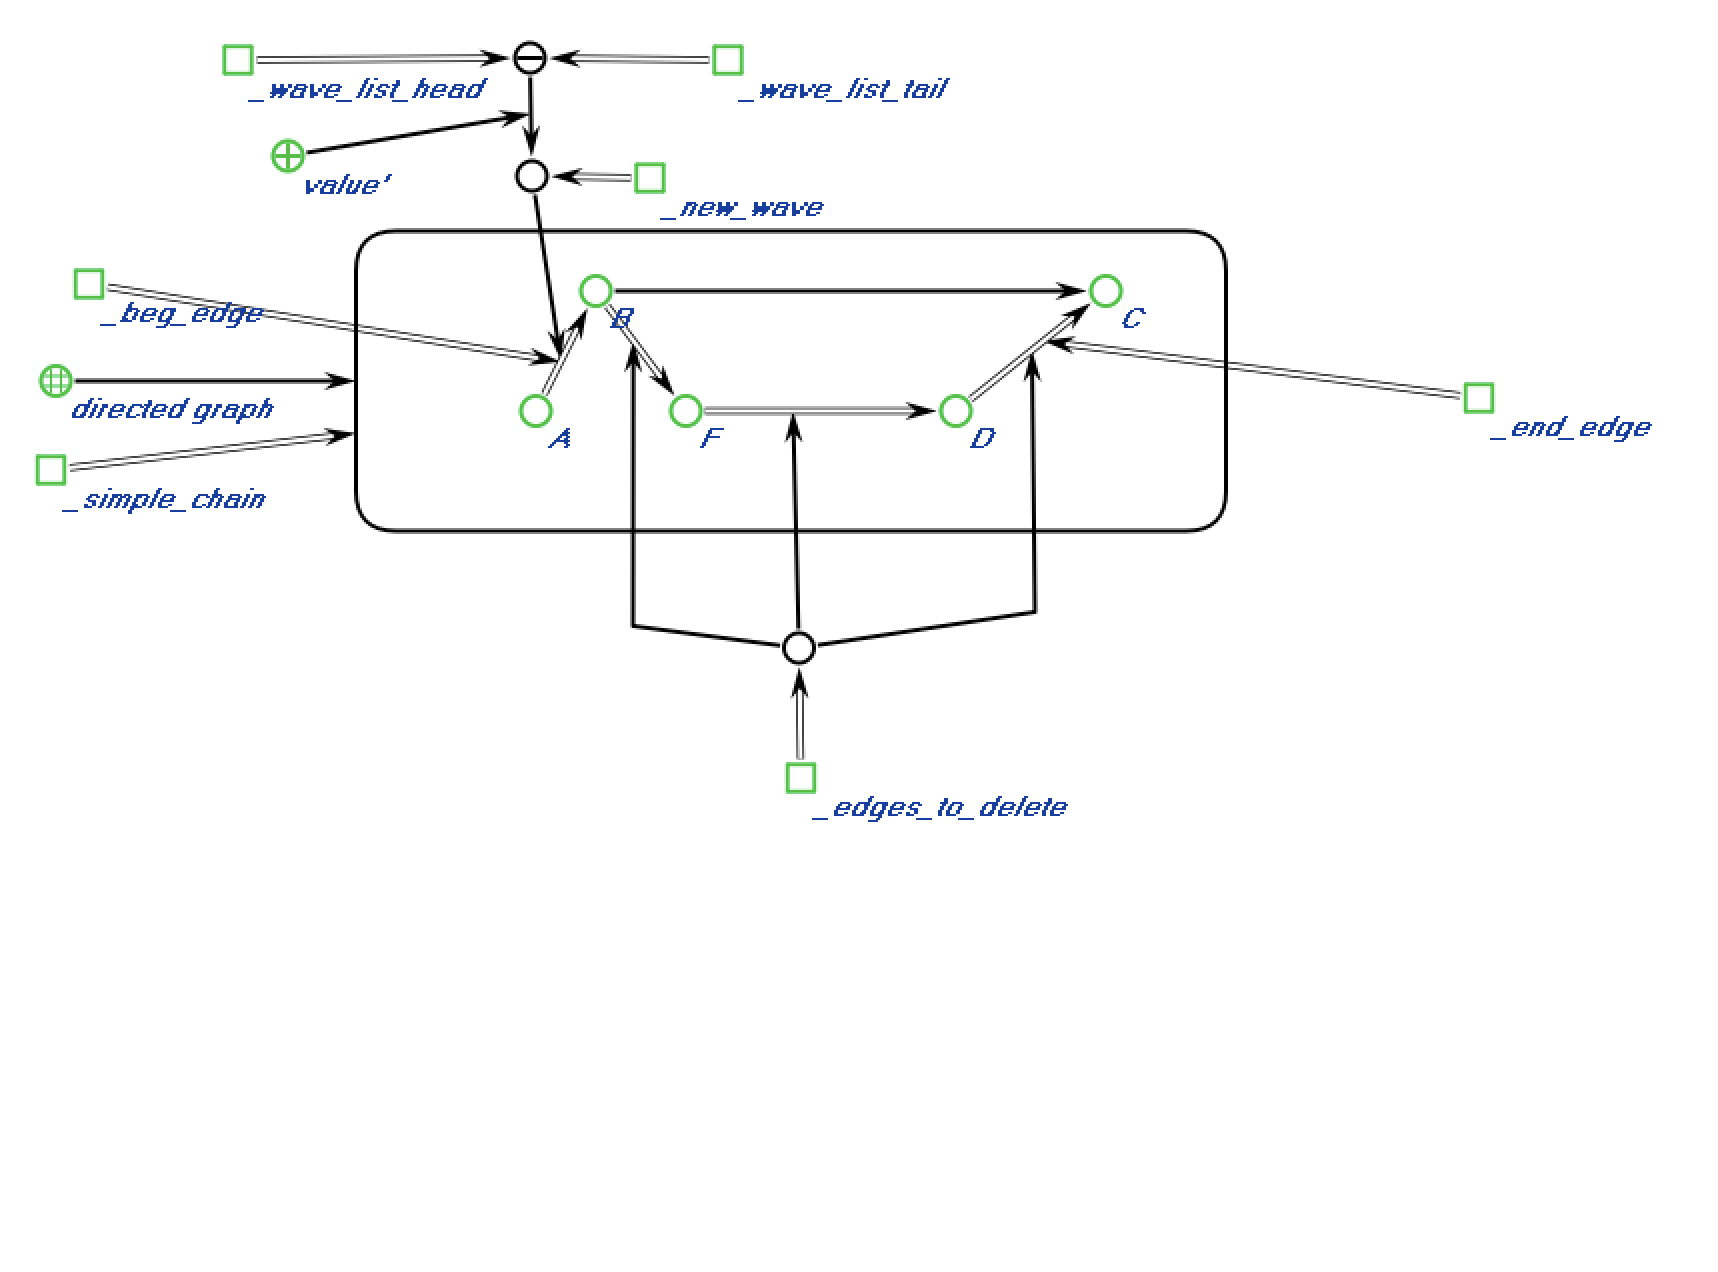 _wave_list_head
_wave_list_tail
value'
_new_wave
_beg_edge
B
C
directed graph
A
F
D
_end_edge
_simple_chain
_edges_to_delete